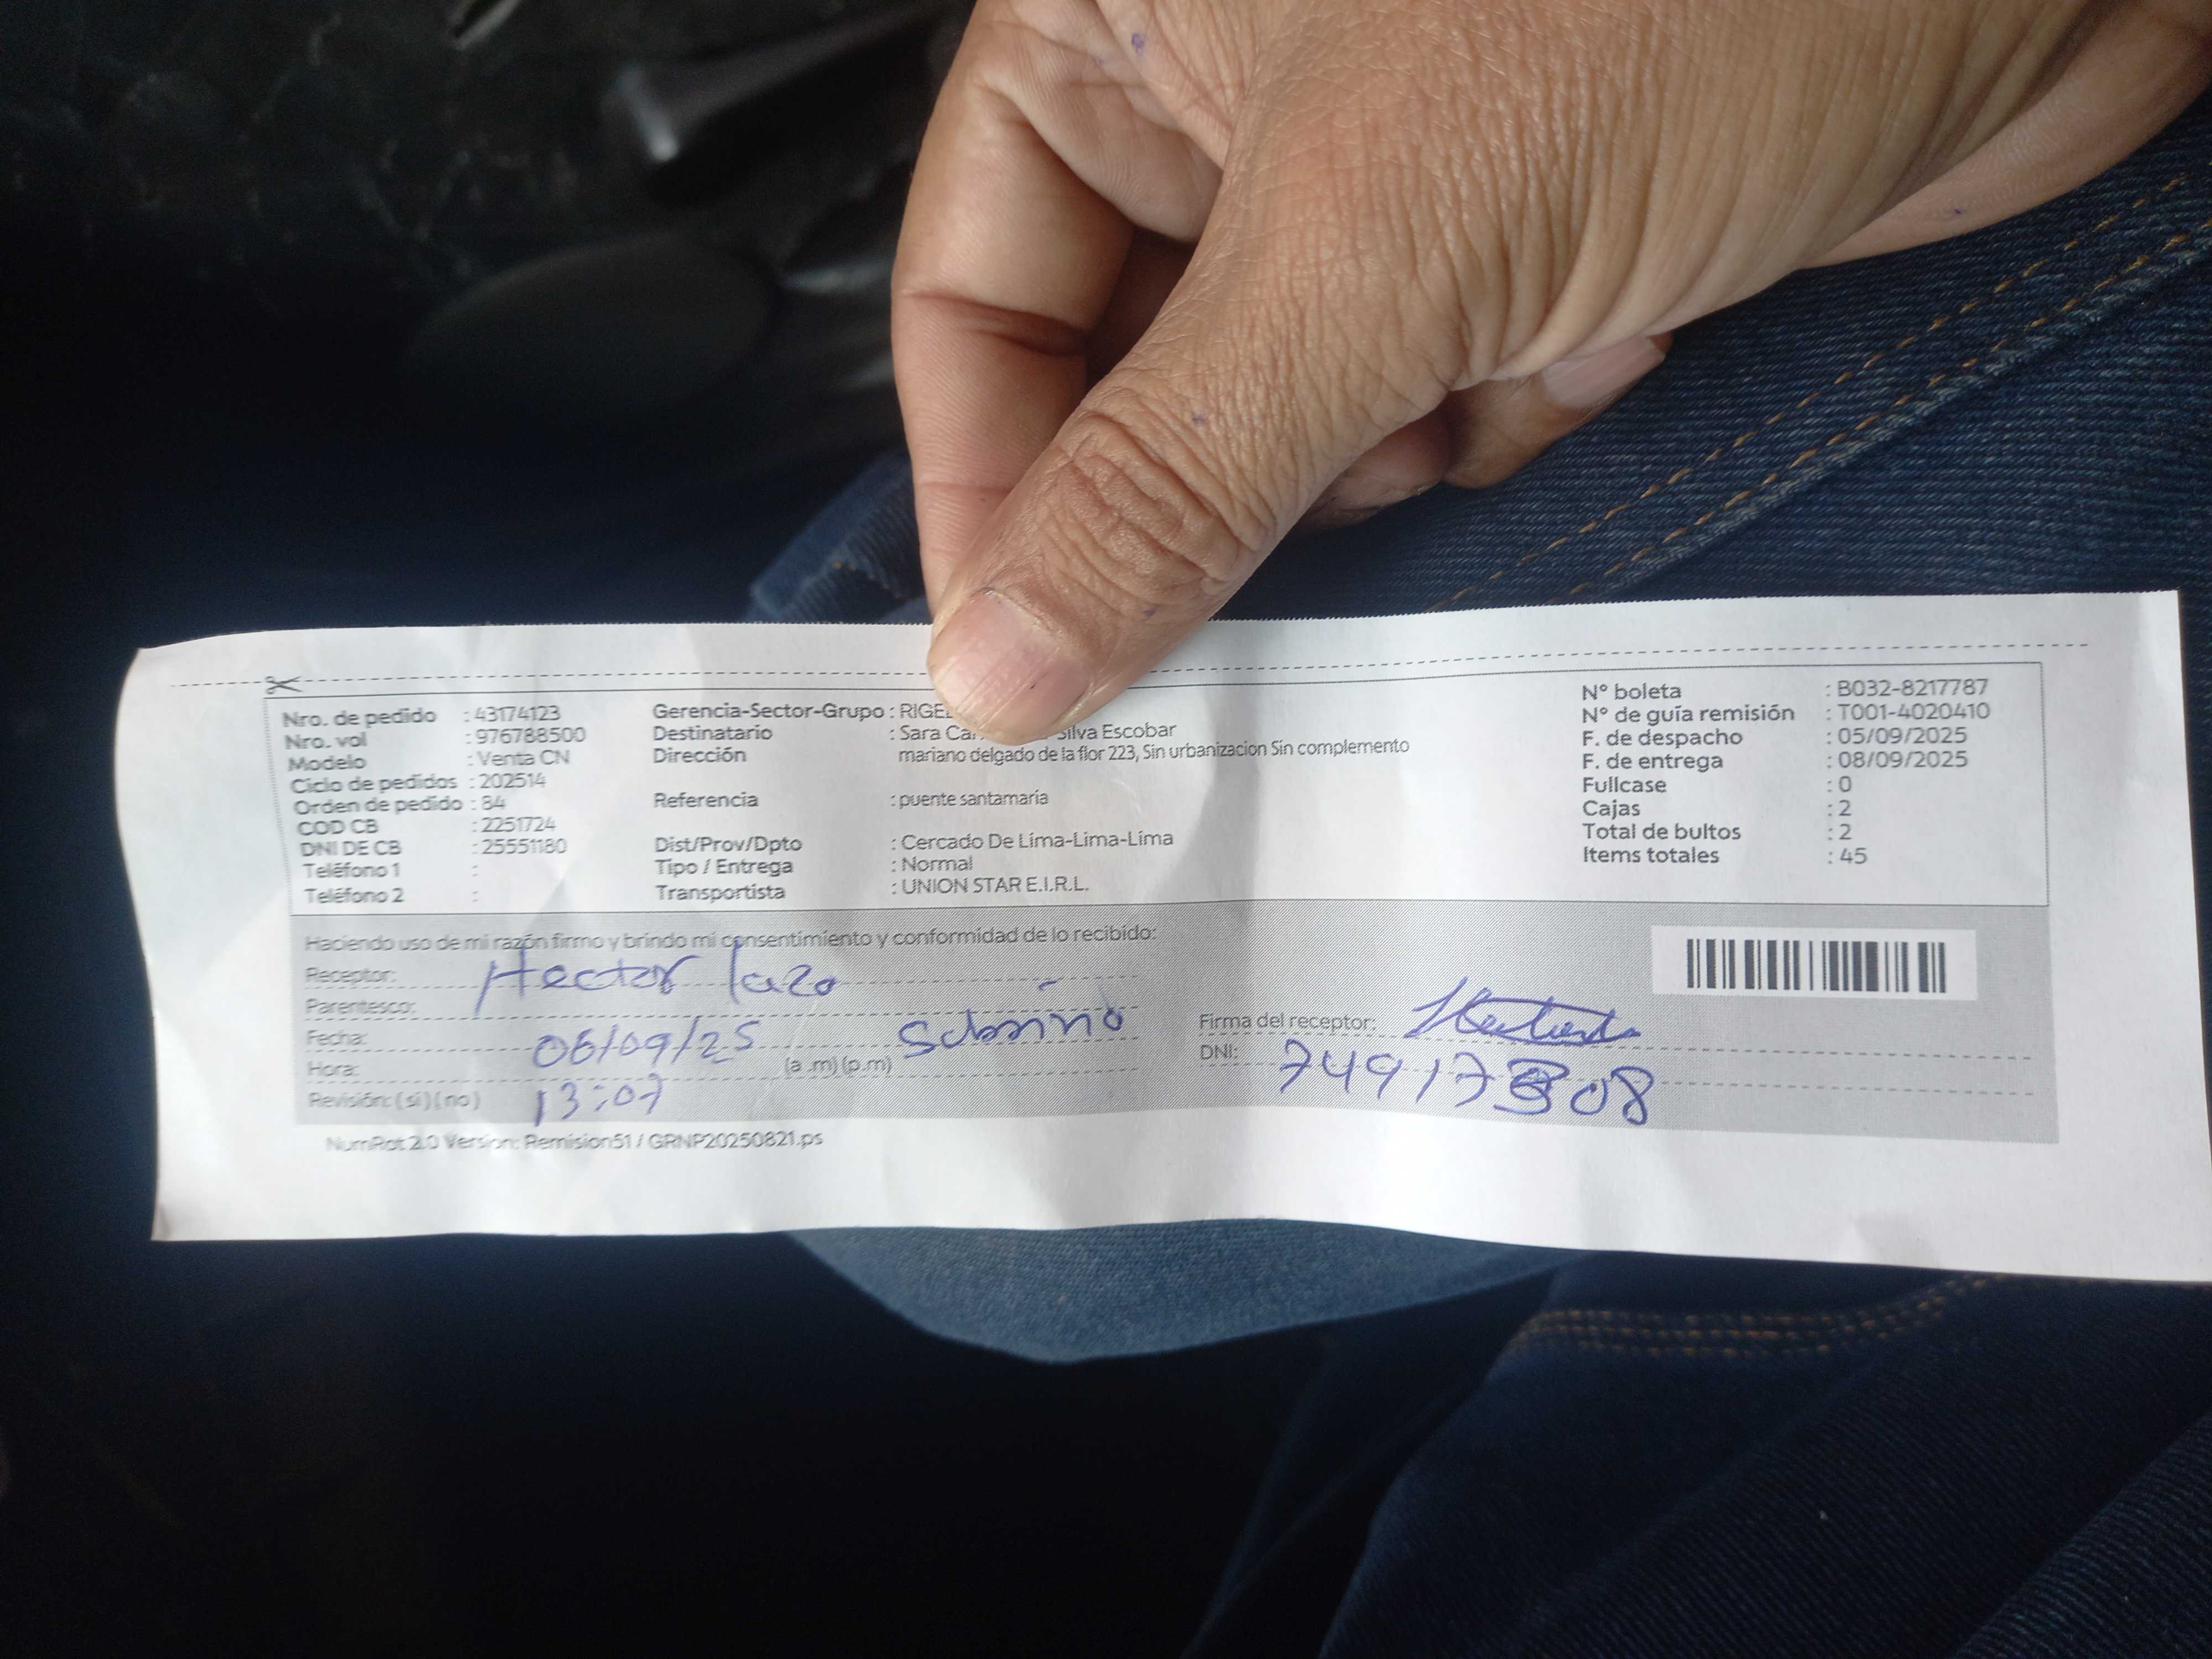 Nro. de pedido : 43174123
Nro. vol : 976788500
Modelo : Venta CN
Ciclo de pedidos : 202514
Orden de pedido : 84
COD CB : 2251724
DNI DE CB : 25551180
Teléfono 1 :
Teléfono 2 :
Gerencia-Sector-Grupo :
Destinatario : Sara Silva Escobar
Dirección mariano delgado de la flor 223, Sin urbanizacion Sin complemento
Referencia : puente santamaria
Dist/Prov/Dpto : Cercado De Lima-Lima-Lima
Tipo / Entrega : Normal
Transportista : UNION STAR E.I.R.L.
N° boleta : B032-8217787
N° de guía remisión : T001-4020410
F. de despacho : 05/09/2025
F. de entrega : 08/09/2025
Fullcase : 0
Cajas : 2
Total de bultos : 2
Items totales : 45
Haciendo uso de mi razón firmo y brindo mi consentimiento y conformidad de lo recibido:
Receptor: Hector lazo
Parentesco: Sobrino
Fecha: 06/09/25
Hora: 13:07 (a .m) (p.m)
Revisión: (si) (no)
Firma del receptor:
DNI:
NumRot 2.0 Version: Remision51 / GRNP20250821.ps